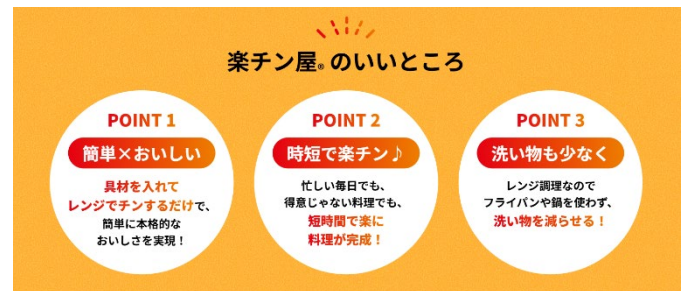 楽チン屋® のいいところ
POINT 1
簡単×おいしい
具材を入れて
レンジでチンするだけで、
簡単に本格的な
おいしさを実現！
POINT 2
時短で楽チン♪
忙しい毎日でも、
得意じゃない料理でも、
短時間で楽に
料理が完成！
POINT 3
洗い物も少なく
レンジ調理なので
フライパンや鍋を使わず、
洗い物を減らせる！